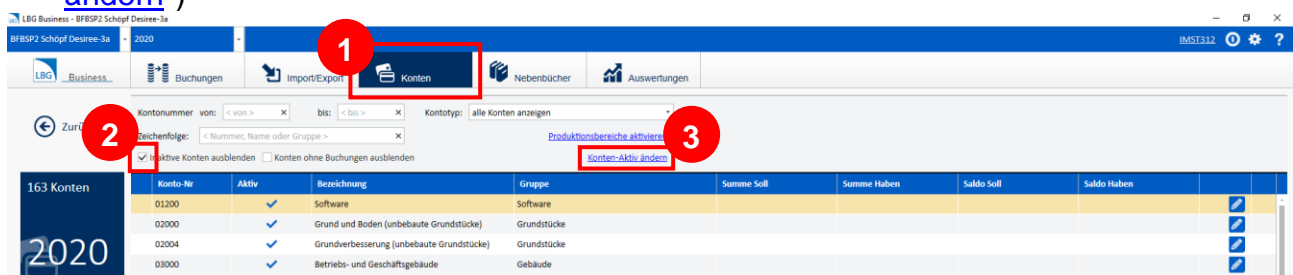 ändern")
LBG Business - BFBSP2 Schöpf Desiree-3a
BFBSP2 Schöpf Desiree-3a 2020 IMST312 ?
LBG Business Buchungen Import/Export Konten Nebenbücher Auswertungen
1
Kontonummer von: < von > X bis: < bis > X Kontotyp: alle Konten anzeigen
2 3
Zeichenfolge: < Nummer, Name oder Gruppe > X Produktionsbereiche aktivieren
Inaktive Konten ausblenden Konten ohne Buchungen ausblenden Konten-Aktiv ändern
163 Konten Konto-Nr Aktiv Bezeichnung Gruppe Summe Soll Summe Haben Saldo Soll Saldo Haben
01200 Software Software
02000 Grund und Boden (unbebaute Grundstücke) Grundstücke
2020 02004 Grundverbesserung (unbebaute Grundstücke) Grundstücke
03000 Betriebs- und Geschäftsgebäude Gebäude